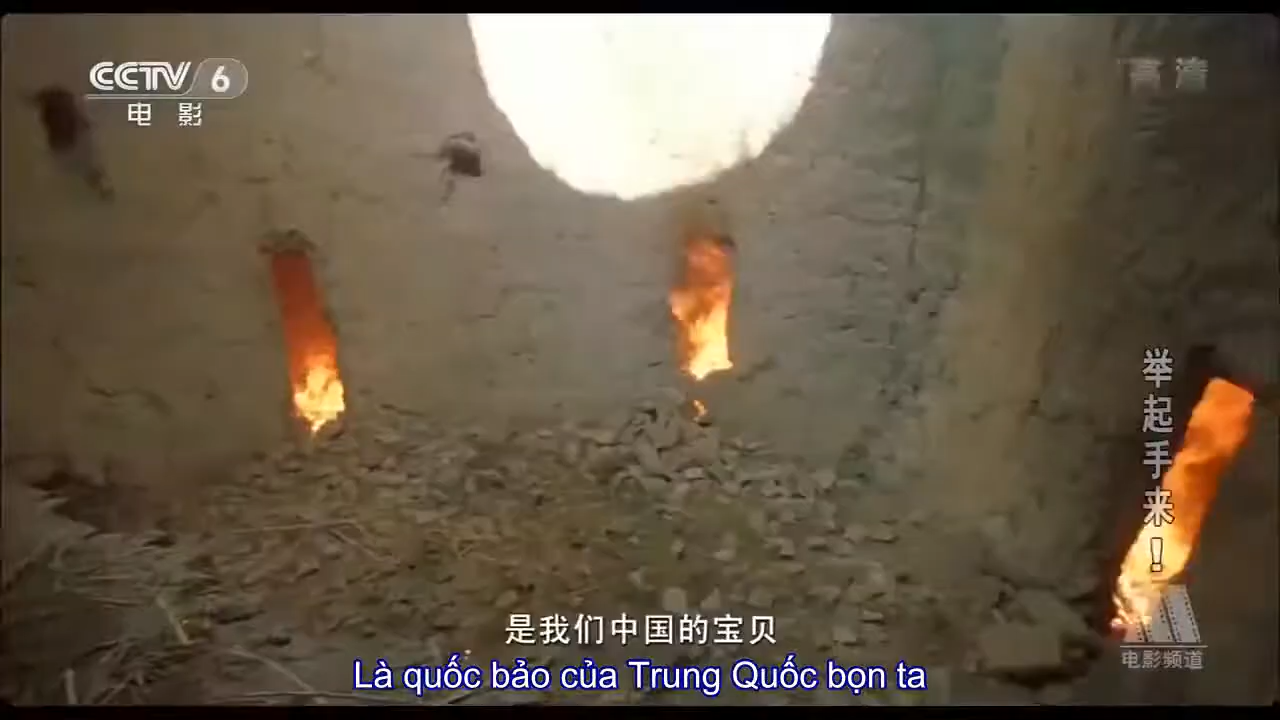 CCTV 6
电影
高清
举起手来！
是我们中国的宝贝
Là quốc bảo của Trung Quốc bọn ta
电影频道